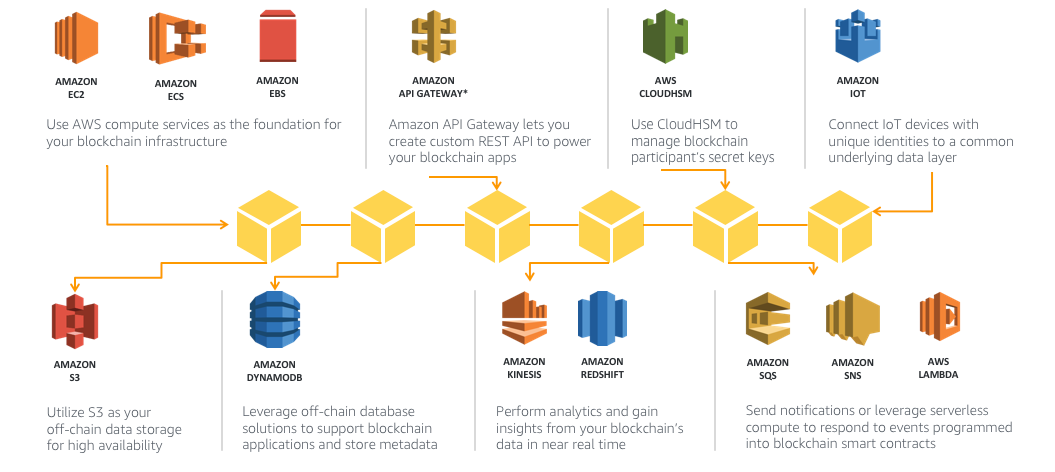 AMAZON
EC2
AMAZON
ECS
AMAZON
EBS
Use AWS compute services as the foundation for
your blockchain infrastructure
AMAZON
API GATEWAY*
Amazon API Gateway lets you
create custom REST API to power
your blockchain apps
AWS
CLOUDHSM
Use CloudHSM to
manage blockchain
participant's secret keys
AMAZON
IOT
Connect IoT devices with
unique identities to a common
underlying data layer
AMAZON
S3
Utilize S3 as your
off-chain data storage
for high availability
AMAZON
DYNAMODB
Leverage off-chain database
solutions to support blockchain
applications and store metadata
AMAZON
KINESIS
AMAZON
REDSHIFT
Perform analytics and gain
insights from your blockchain's
data in near real time
AMAZON
SQS
AMAZON
SNS
AWS
LAMBDA
Send notifications or leverage serverless
compute to respond to events programmed
into blockchain smart contracts